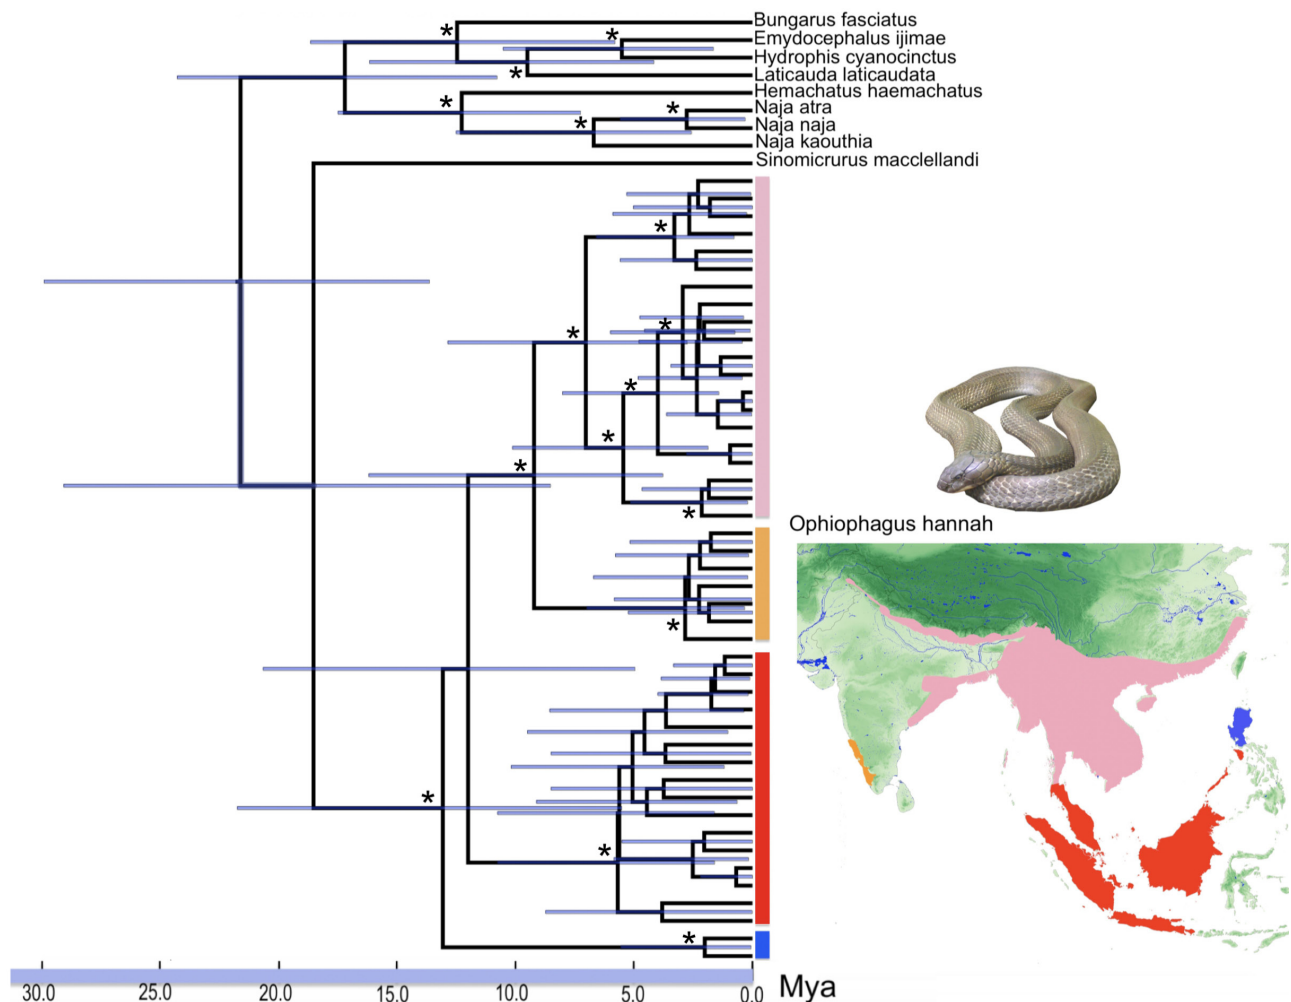 Bungarus fasciatus
Emydocephalus ijimae
Hydrophis cyanocinctus
Laticauda laticaudata
Hemachatus haemachatus
Naja atra
Naja naja
Naja kaouthia
Sinomicrurus macclellandi
Ophiophagus hannah
30.0 25.0 20.0 15.0 10.0 5.0 0.0 Mya